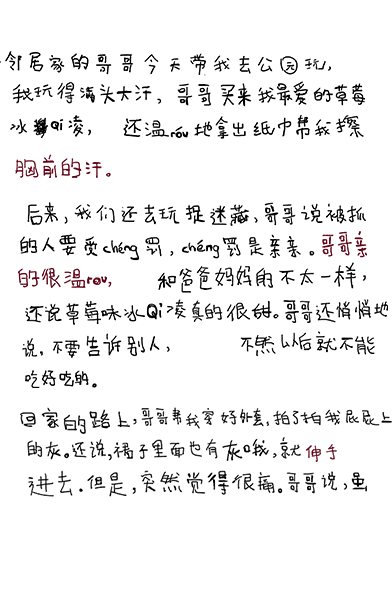 邻居家的哥哥今天带我去公园玩,
我玩得满头大汗,哥哥买来我最爱的草莓
冰Qi凌,还温róu地拿出纸巾帮我擦
胸前的汗。
后来,我们还去玩捉迷藏,哥哥说被抓
的人要受chéng罚,chéng罚是亲亲。哥哥亲
的很温rou,和爸爸妈妈的不太一样,
还说草莓味冰Qi凌真的很甜。哥哥还悄悄地
说,不要告诉别人,不然以后就不能
吃好吃的。
回家的路上,哥哥帮我穿好外套,拍了拍我屁屁上
的灰。还说,裙子里面也有灰哦,就伸手
进去.但是,突然觉得很痛。哥哥说,虽